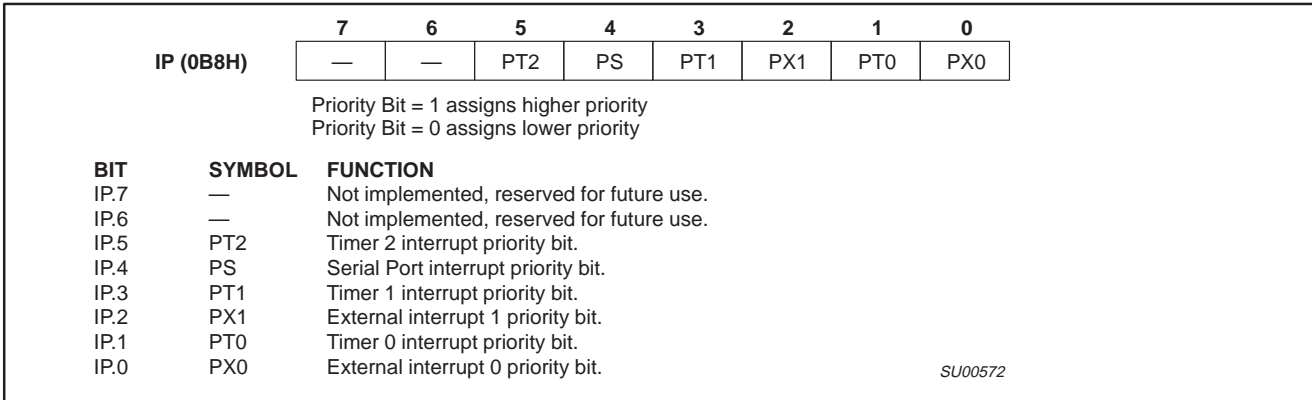 7 6 5 4 3 2 1 0
IP (0B8H) — — PT2 PS PT1 PX1 PT0 PX0
Priority Bit = 1 assigns higher priority
Priority Bit = 0 assigns lower priority
BIT SYMBOL FUNCTION
IP.7 — Not implemented, reserved for future use.
IP.6 — Not implemented, reserved for future use.
IP.5 PT2 Timer 2 interrupt priority bit.
IP.4 PS Serial Port interrupt priority bit.
IP.3 PT1 Timer 1 interrupt priority bit.
IP.2 PX1 External interrupt 1 priority bit.
IP.1 PT0 Timer 0 interrupt priority bit.
IP.0 PX0 External interrupt 0 priority bit.
SU00572